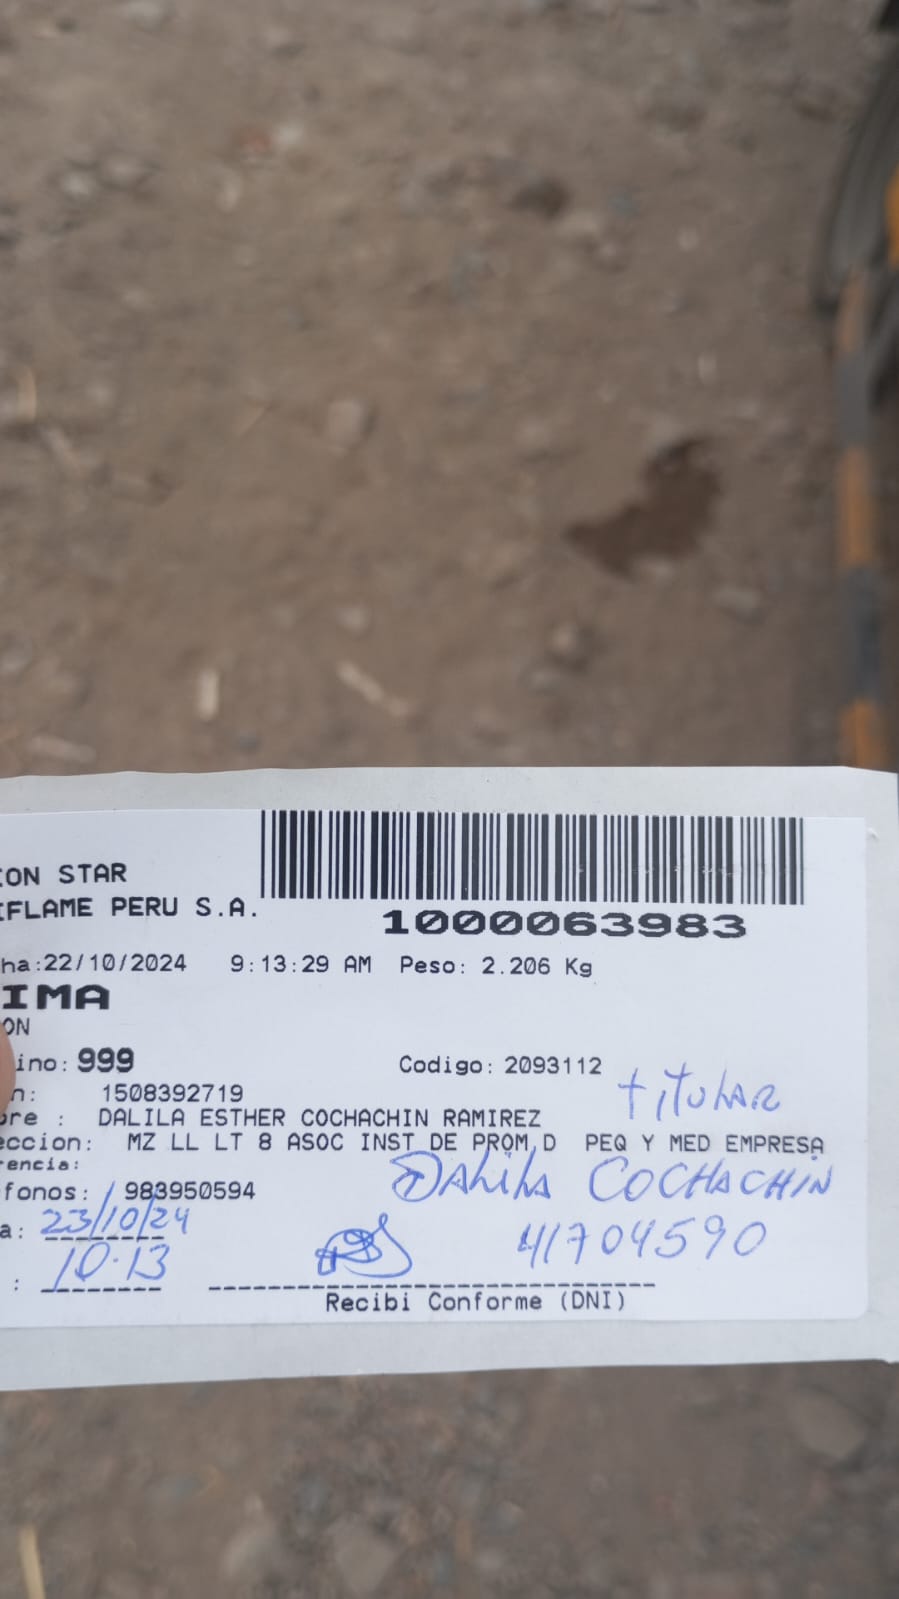 ON STAR
FLAME PERU S.A.
1000063983
ha:22/10/2024 9:13:29 AM Peso: 2.206 Kg
IMA
ON
ino: 999 Codigo: 2093112
titular
n: 1508392719
re : DALILA ESTHER COCHACHIN RAMIREZ
eccion: MZ LL LT 8 ASOC INST DE PROM,D PEQ Y MED EMPRESA
rencia:
Dalila COCHACHIN
fonos: 983950594
a: 23/10/24
41704590
: 10.13
Recibi Conforme (DNI)